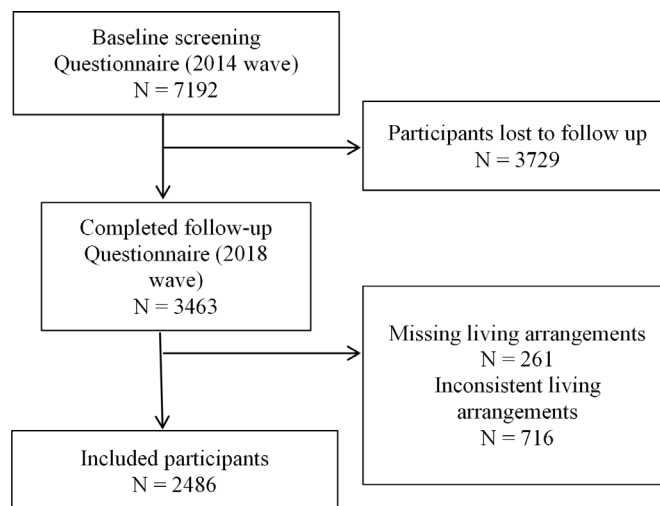 Baseline screening
Questionnaire (2014 wave)
N = 7192
Participants lost to follow up
N = 3729
Completed follow-up
Questionnaire (2018
wave)
N = 3463
Missing living arrangements
N = 261
Inconsistent living
arrangements
N = 716
Included participants
N = 2486